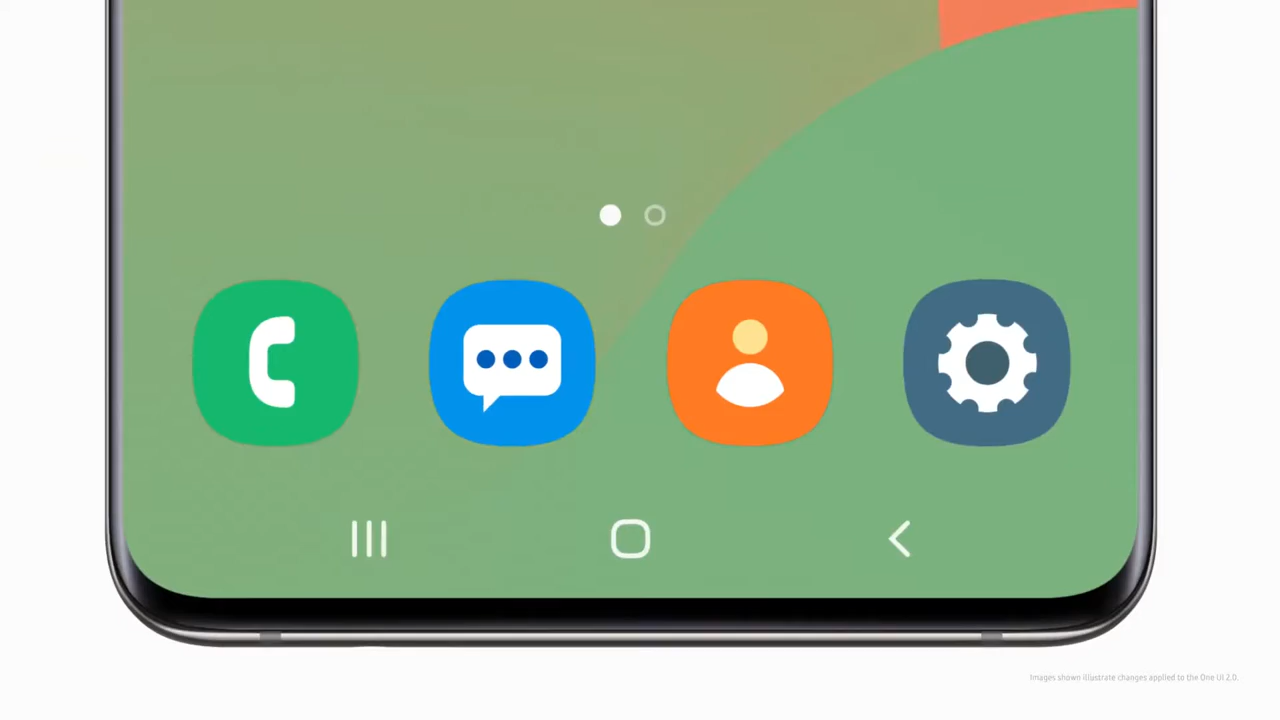 Images shown illustrate changes applied to the One UI 2.0.